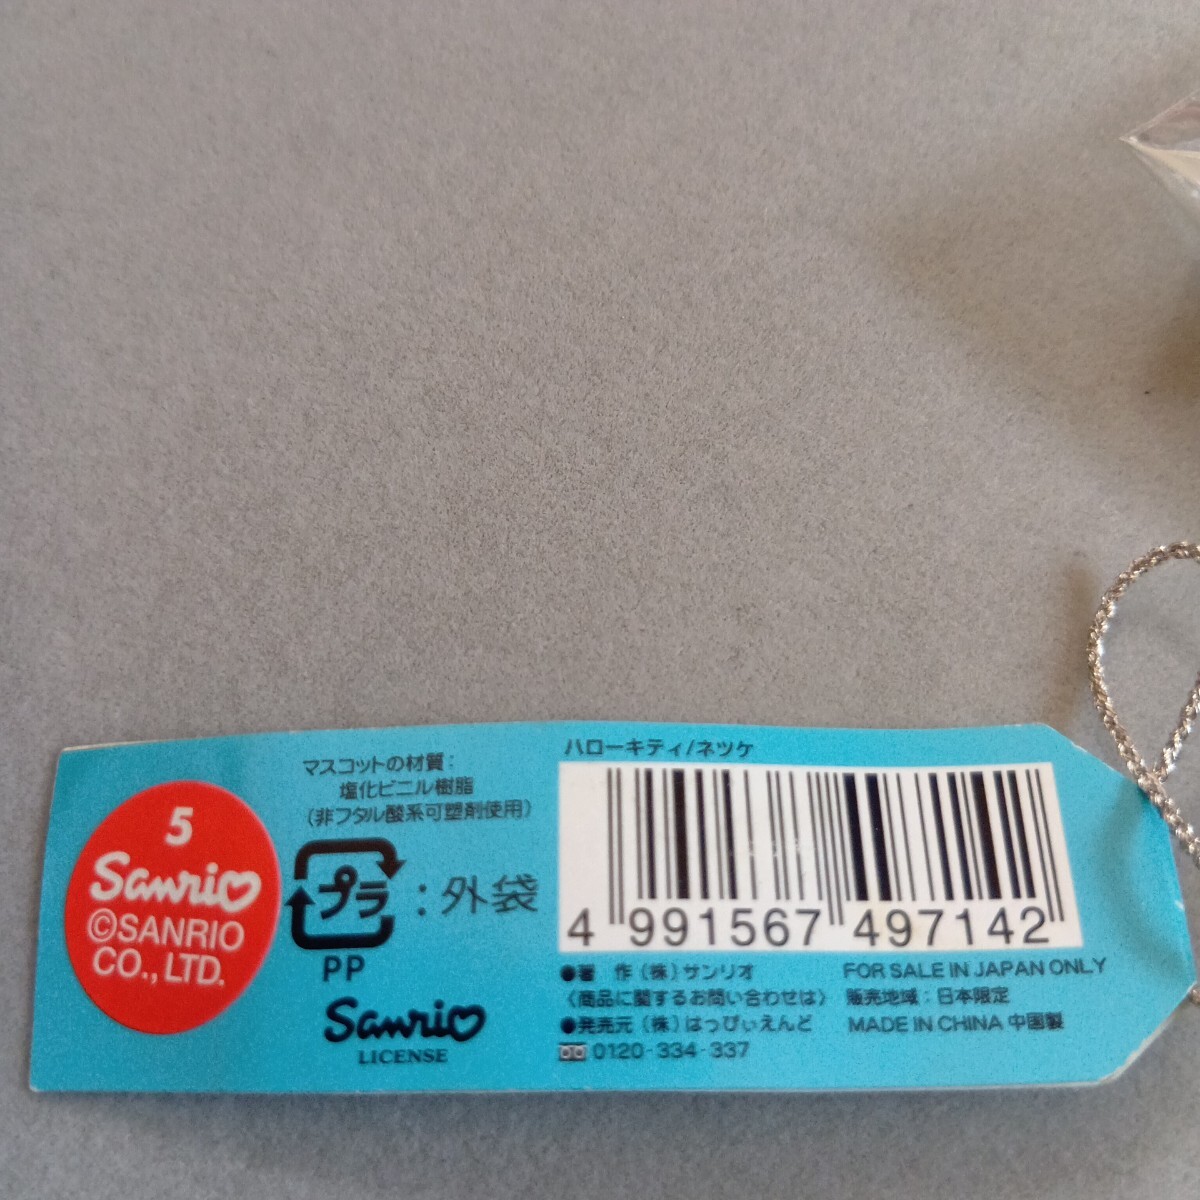 5
Sanrio
©SANRIO
CO., LTD.
マスコットの材質:
塩化ビニル樹脂
(非フタル酸系可塑剤使用)
プラ:外袋
PP
Sanrio
LICENSE
ハローキティ/ネツケ
4 991567 497142
●著 作 (株) サンリオ
〈商品に関するお問い合わせは〉
●発売元 (株) はっぴぃえんど
0120-334-337
FOR SALE IN JAPAN ONLY
販売地域:日本限定
MADE IN CHINA 中国製